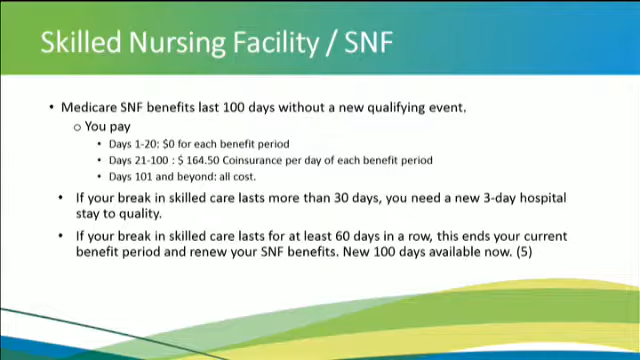 Skilled Nursing Facility / SNF
• Medicare SNF benefits last 100 days without a new qualifying event.
o You pay
• Days 1-20: $0 for each benefit period
• Days 21-100 : $ 164.50 Coinsurance per day of each benefit period
• Days 101 and beyond: all cost.
• If your break in skilled care lasts more than 30 days, you need a new 3-day hospital
stay to quality.
• If your break in skilled care lasts for at least 60 days in a row, this ends your current
benefit period and renew your SNF benefits. New 100 days available now. (5)